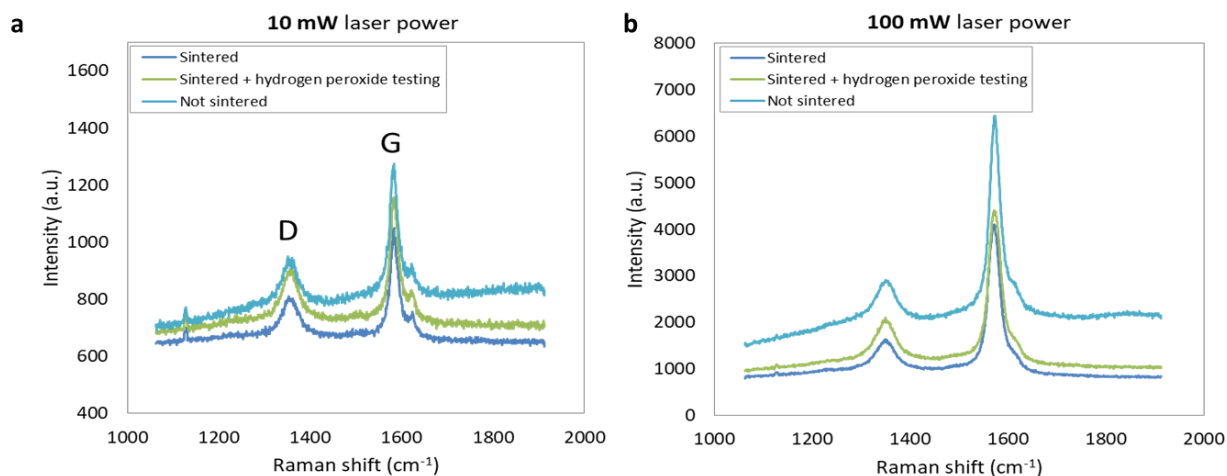 a
10 mW laser power
Intensity (a.u.)
1600
1400
1200
1000
800
600
400
Sintered
Sintered + hydrogen peroxide testing
Not sintered
D
G
1000 1200 1400 1600 1800 2000
Raman shift (cm⁻¹)
b
100 mW laser power
Intensity (a.u.)
8000
7000
6000
5000
4000
3000
2000
1000
0
Sintered
Sintered + hydrogen peroxide testing
Not sintered
1000 1200 1400 1600 1800 2000
Raman shift (cm⁻¹)